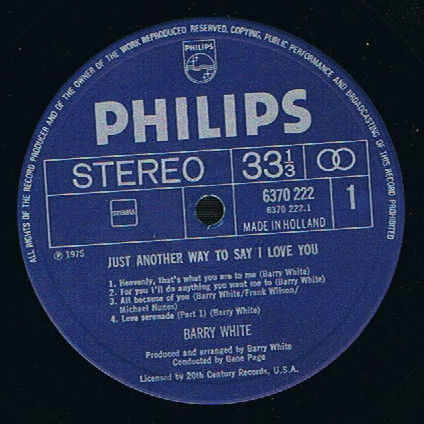 ALL RIGHTS OF THE RECORD PRODUCER AND OF THE OWNER OF THE WORK REPRODUCED RESERVED, COPYING, PUBLIC PERFORMANCE AND BROADCASTING OF THIS RECORD PROHIBITED
PHILIPS
PHILIPS
STEREO 33 1/3
STEMRA
6370 222
6370 222.1
1
MADE IN HOLLAND
℗ 1975
JUST ANOTHER WAY TO SAY I LOVE YOU
1. Heavenly, that's what you are to me (Barry White)
2. For you I'll do anything you want me to (Barry White)
3. All because of you (Barry White/Frank Wilson/
Michael Nunes)
4. Love serenade (Part 1) (Barry White)
BARRY WHITE
Produced and arranged by Barry White
Conducted by Gene Page
Licensed by 20th Century Records, U.S.A.